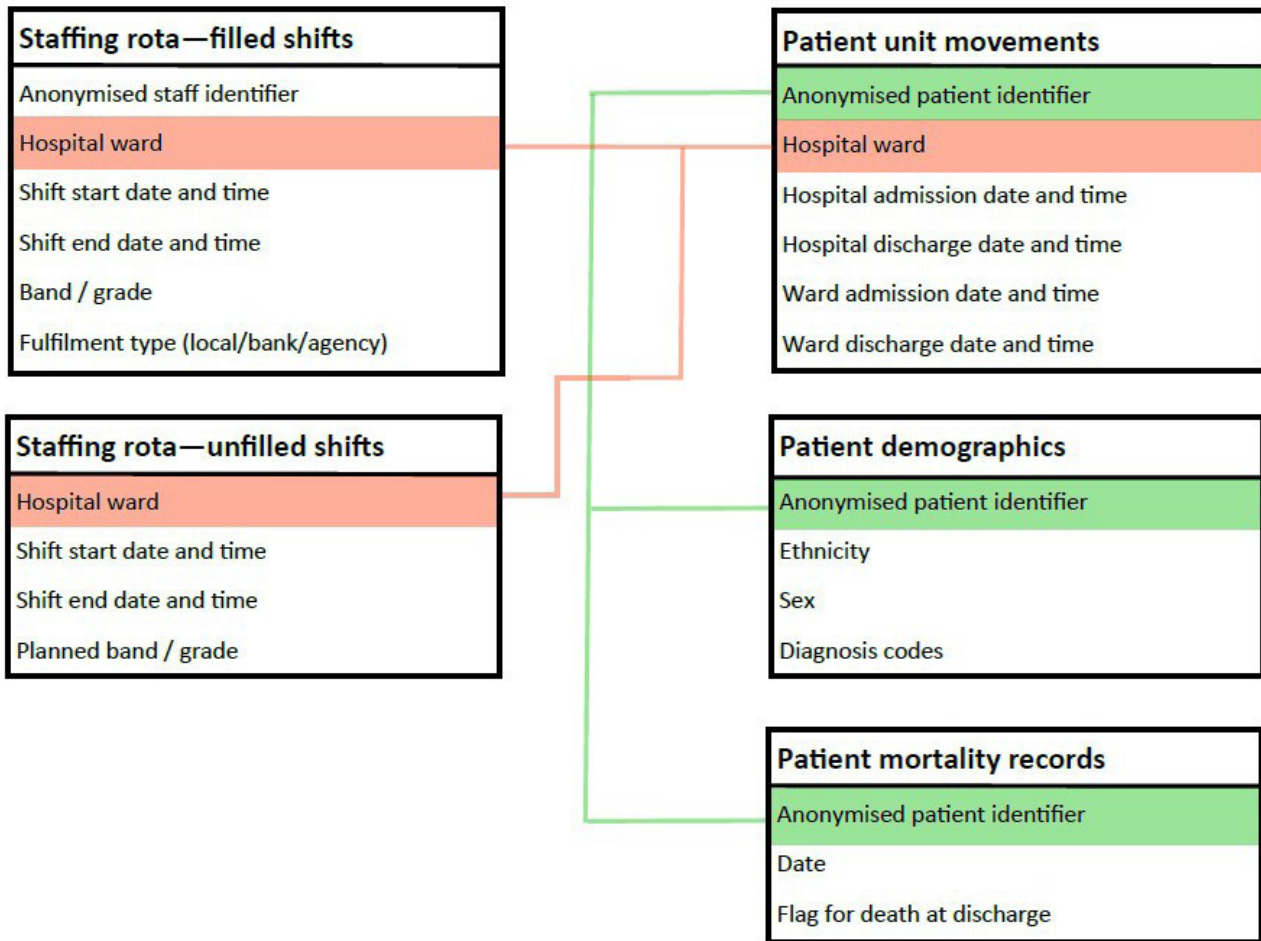 Staffing rota—filled shifts
Anonymised staff identifier
Hospital ward
Shift start date and time
Shift end date and time
Band / grade
Fulfilment type (local/bank/agency)
Staffing rota—unfilled shifts
Hospital ward
Shift start date and time
Shift end date and time
Planned band / grade
Patient unit movements
Anonymised patient identifier
Hospital ward
Hospital admission date and time
Hospital discharge date and time
Ward admission date and time
Ward discharge date and time
Patient demographics
Anonymised patient identifier
Ethnicity
Sex
Diagnosis codes
Patient mortality records
Anonymised patient identifier
Date
Flag for death at discharge